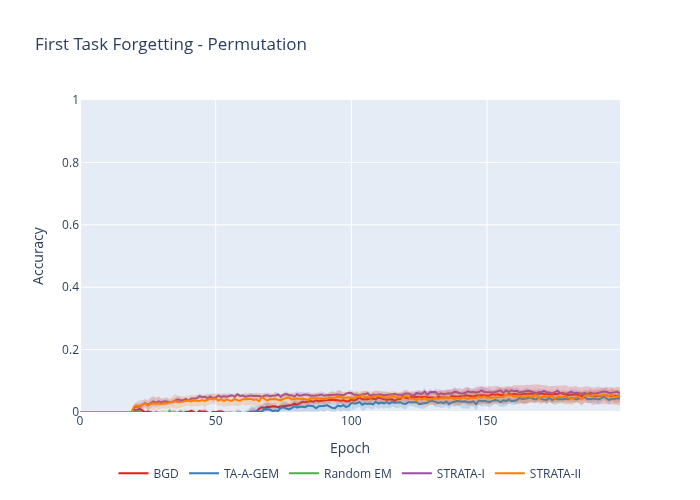 First Task Forgetting - Permutation
1
0.8
0.6
0.4
0.2
0
0 50 100 150
Accuracy
Epoch
BGD TA-A-GEM Random EM STRATA-I STRATA-II